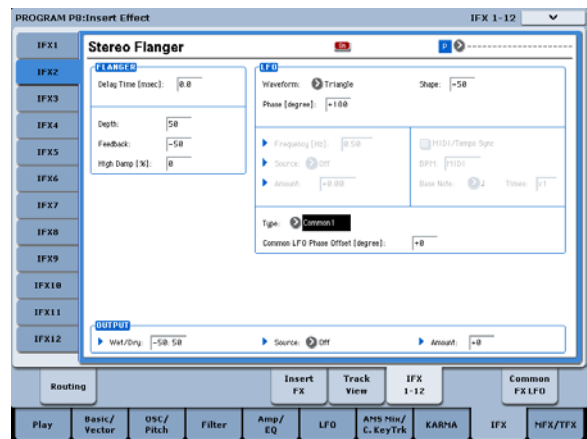 PROGRAM P8:Insert Effect IFX 1-12
IFX1
IFX2
IFX3
IFX4
IFX5
IFX6
IFX7
IFX8
IFX9
IFX10
IFX11
IFX12
Stereo Flanger ON P ----------------
FLANGER
Delay Time [msec]: 0.0
Depth: 50
Feedback: -50
High Damp [%]: 0
LFO
Waveform: Triangle Shape: -50
Phase [degree]: +180
Frequency [Hz]: 0.50 MIDI/Tempo Sync
Source: Off BPM: MIDI
Amount: +0.00 Base Note: ♩ Times: x1
Type: Common1
Common LFO Phase Offset [degree]: +0
OUTPUT
Wet/Dry: -50:50 Source: Off Amount: +0
Routing
Insert FX
Track View
IFX 1-12
Common FX LFO
Play
Basic/ Vector
OSC/ Pitch
Filter
Amp/ EQ
LFO
AMS Mix/ C. KeyTrk
KARMA
IFX
MFX/TFX